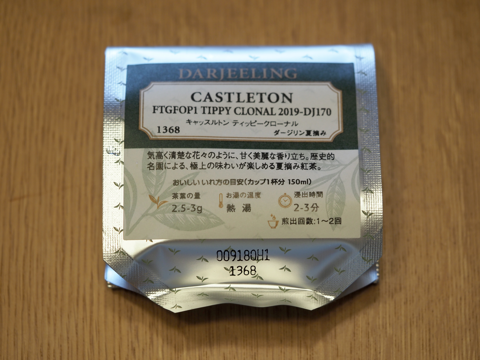 DARJEELING
CASTLETON
FTGFOP1 TIPPY CLONAL 2019-DJ170
キャッスルトン ティッピークローナル
1368 ダージリン夏摘み
気高く清楚な花々のように、甘く美麗な香り立ち。歴史的
名園による、極上の味わいが楽しめる夏摘み紅茶。
おいしいいれ方の目安(カップ1杯分 150ml)
茶葉の量 お湯の温度 浸出時間
2.5-3g 熱湯 2-3分
煎出回数:1〜2回
009180H1
1368